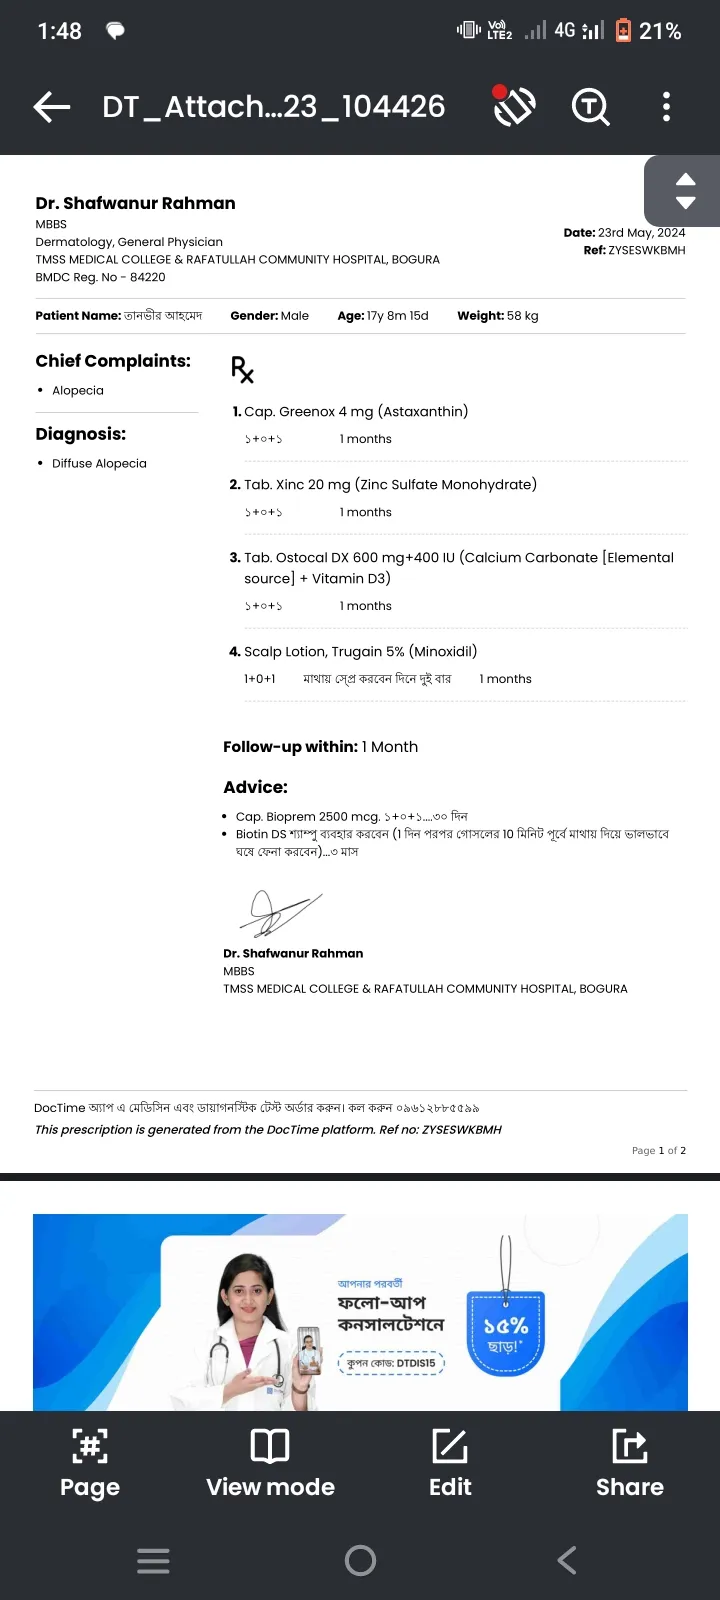 1:48
Vo)) LTE2 4G 21%
DT_Attach...23_104426
Dr. Shafwanur Rahman
MBBS
Dermatology, General Physician
TMSS MEDICAL COLLEGE & RAFATULLAH COMMUNITY HOSPITAL, BOGURA
BMDC Reg. No - 84220
Date: 23rd May, 2024
Ref: ZYSESWKBMH
Patient Name: তানভীর আহমেদ Gender: Male Age: 17y 8m 15d Weight: 58 kg
Chief Complaints:
• Alopecia
Diagnosis:
• Diffuse Alopecia
Rx
1. Cap. Greenox 4 mg (Astaxanthin)
১+০+১ 1 months
2. Tab. Xinc 20 mg (Zinc Sulfate Monohydrate)
১+০+১ 1 months
3. Tab. Ostocal DX 600 mg+400 IU (Calcium Carbonate [Elemental
source] + Vitamin D3)
১+০+১ 1 months
4. Scalp Lotion, Trugain 5% (Minoxidil)
1+0+1 মাথায় স্প্রে করবেন দিনে দুই বার 1 months
Follow-up within: 1 Month
Advice:
• Cap. Bioprem 2500 mcg. ১+০+১....৩০ দিন
• Biotin DS শ্যাম্পু ব্যবহার করবেন (1 দিন পরপর গোসলের 10 মিনিট পূর্বে মাথায় দিয়ে ভালভাবে
ঘষে ফেনা করবেন)...৩ মাস
Dr. Shafwanur Rahman
MBBS
TMSS MEDICAL COLLEGE & RAFATULLAH COMMUNITY HOSPITAL, BOGURA
DocTime অ্যাপ এ মেডিসিন এবং ডায়াগনস্টিক টেস্ট অর্ডার করুন। কল করুন ০৯৬১২৮৮৫৫৯৯
This prescription is generated from the DocTime platform. Ref no: ZYSESWKBMH
Page 1 of 2
আপনার পরবর্তী
ফলো-আপ
কনসালটেশনে
কুপন কোড: DTDIS15
১৫%
ছাড়!*
Page View mode Edit Share